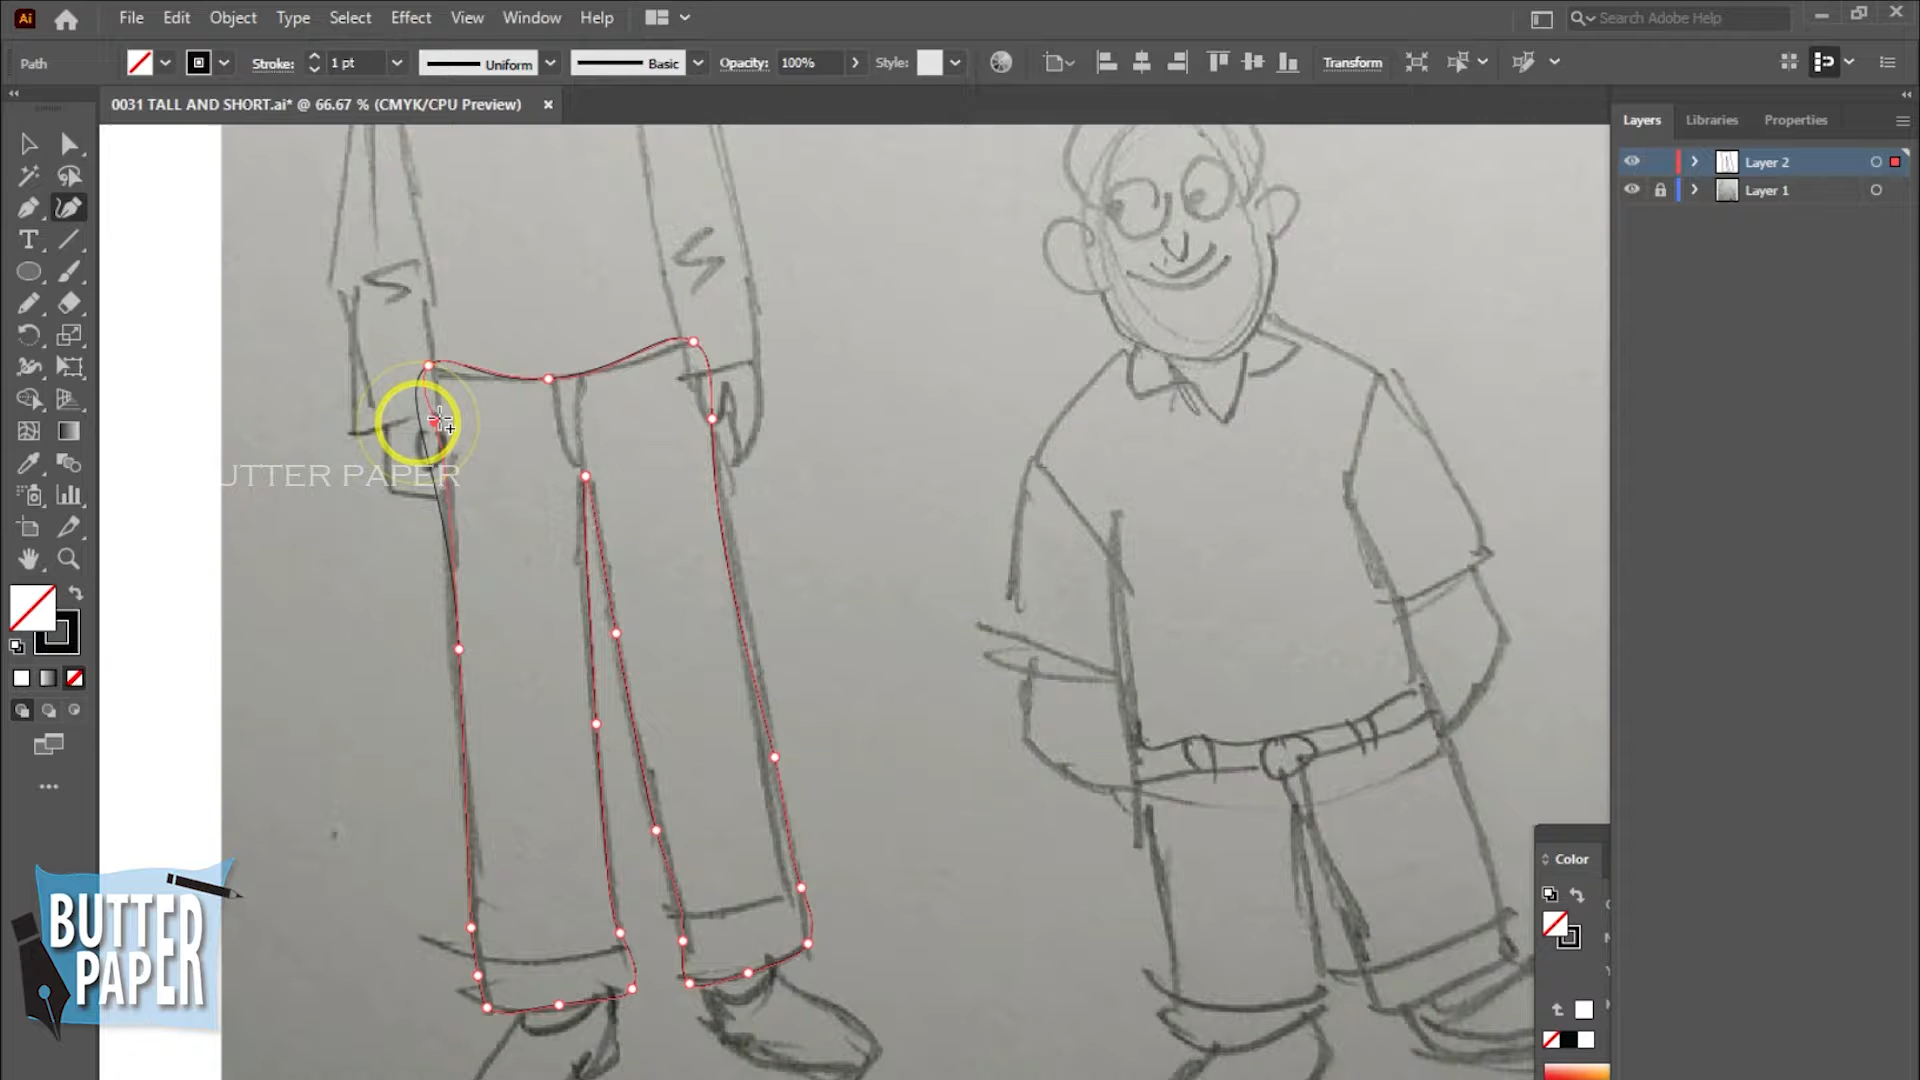 Ai File Edit Object Type Select Effect View Window Help Search Adobe Help
Path Stroke: 1 pt Uniform Basic Opacity: 100% Style: Transform
0031 TALL AND SHORT.ai* @ 66.67 % (CMYK/CPU Preview)
Layers Libraries Properties
Layer 2
Layer 1
UTTER PAPER
Color
BUTTER
PAPER